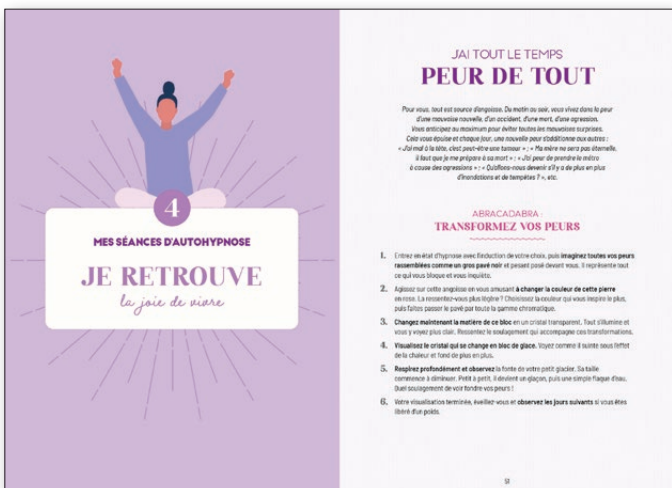 4
MES SÉANCES D'AUTOHYPNOSE
JE RETROUVE
la joie de vivre
J'AI TOUT LE TEMPS
PEUR DE TOUT
Pour vous, tout est source d'angoisse. Du matin au soir, vous vivez dans la peur
d'une mauvaise nouvelle, d'un accident, d'une mort, d'une agression.
Vous anticipez au maximum pour éviter toutes les mauvaises surprises.
Cela vous épuise et chaque jour, une nouvelle peur s'additionne aux autres :
« J'ai mal à la tête, c'est peut-être une tumeur » ; « Ma mère ne sera pas éternelle,
il faut que je me prépare à sa mort » ; « J'ai peur de prendre le métro
à cause des agressions » ; « Qu'allons-nous devenir s'il y a de plus en plus
d'inondations et de tempêtes ? », etc.
ABRACADABRA :
TRANSFORMEZ VOS PEURS
1. Entrez en état d'hypnose avec l'induction de votre choix, puis imaginez toutes vos peurs
rassemblées comme un gros pavé noir et pesant posé devant vous. Il représente tout
ce qui vous bloque et vous inquiète.
2. Agissez sur cette angoisse en vous amusant à changer la couleur de cette pierre
en rose. La ressentez-vous plus légère ? Choisissez la couleur qui vous inspire le plus,
puis faites passer le pavé par toute la gamme chromatique.
3. Changez maintenant la matière de ce bloc en un cristal transparent. Tout s'illumine et
vous y voyez plus clair. Ressentez le soulagement qui accompagne ces transformations.
4. Visualisez le cristal qui se change en bloc de glace. Voyez comme il suinte sous l'effet
de la chaleur et fond de plus en plus.
5. Respirez profondément et observez la fonte de votre petit glacier. Sa taille
commence à diminuer. Petit à petit, il devient un glaçon, puis une simple flaque d'eau.
Quel soulagement de voir fondre vos peurs !
6. Votre visualisation terminée, éveillez-vous et observez les jours suivants si vous êtes
libéré d'un poids.